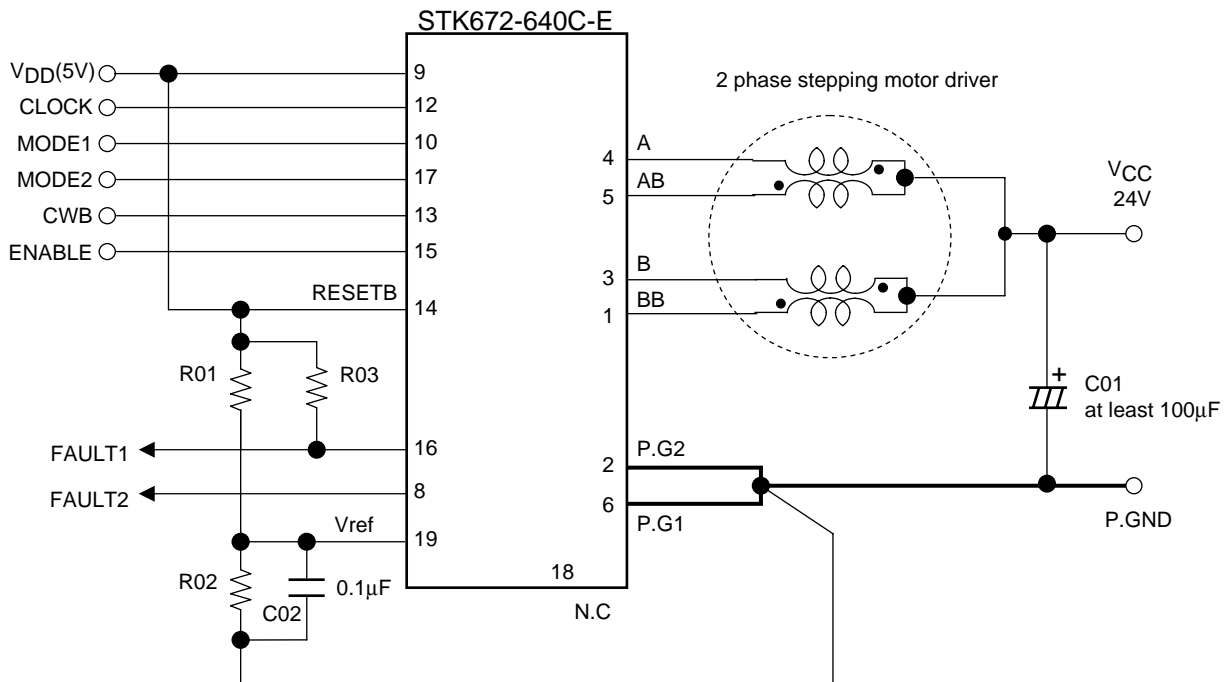 STK672-640C-E
VDD(5V)
CLOCK
MODE1
MODE2
CWB
ENABLE
9
12
10
17
13
15
RESETB
14
R01
R03
FAULT1
16
FAULT2
8
Vref
19
R02
C02
0.1μF
18
N.C
2 phase stepping motor driver
4
A
5
AB
3
B
1
BB
VCC
24V
+
C01
at least 100μF
2
P.G2
6
P.G1
P.GND